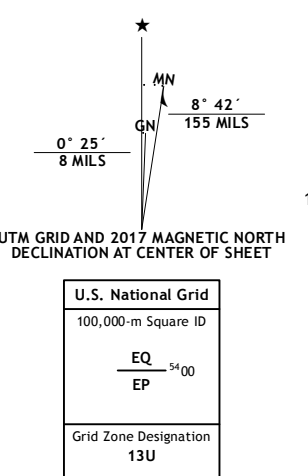 ★
MN
GN
8° 42´
155 MILS
0° 25´
8 MILS
UTM GRID AND 2017 MAGNETIC NORTH
DECLINATION AT CENTER OF SHEET
U.S. National Grid
100,000-m Square ID
EQ
5400
EP
Grid Zone Designation
13U